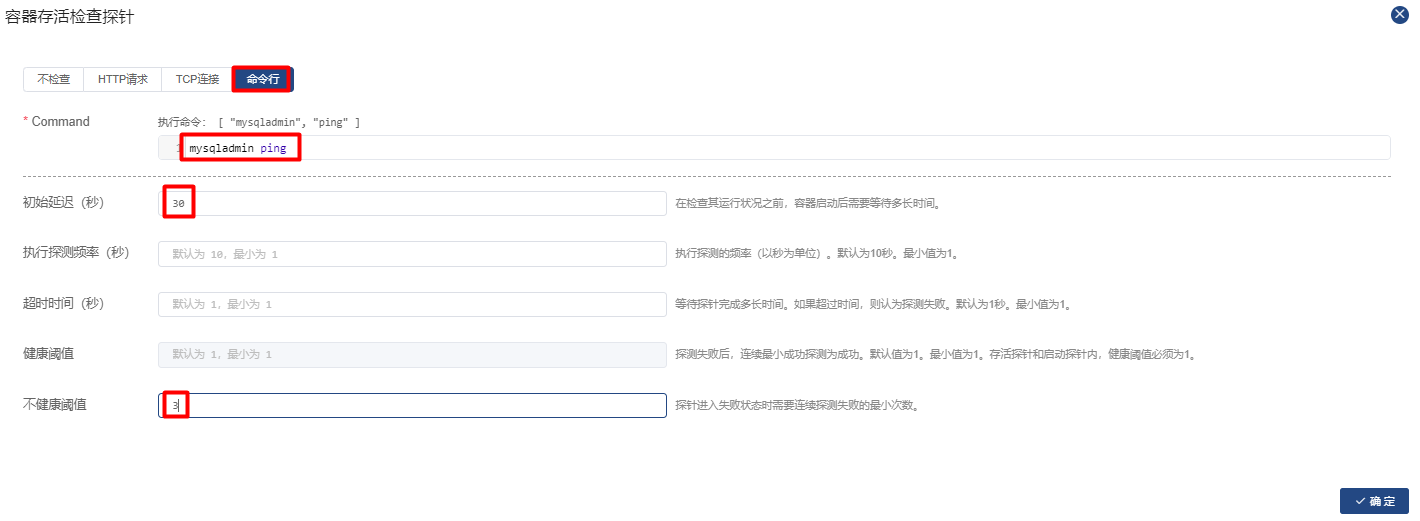 容器存活检查探针
不检查 HTTP请求 TCP连接 命令行
* Command 执行命令: [ "mysqladmin", "ping" ]
1 mysqladmin ping
初始延迟（秒） 30 在检查其运行状况之前，容器启动后需要等待多长时间。
执行探测频率（秒） 默认为 10，最小为 1 执行探测的频率（以秒为单位）。默认为10秒。最小值为1。
超时时间（秒） 默认为 1，最小为 1 等待探针完成多长时间。如果超过时间，则认为探测失败。默认为1秒。最小值为1。
健康阈值 默认为 1，最小为 1 探测失败后，连续最小成功探测为成功。默认值为1。最小值为1。存活探针和启动探针内，健康阈值必须为1。
不健康阈值 3 探针进入失败状态时需要连续探测失败的最小次数。
确定